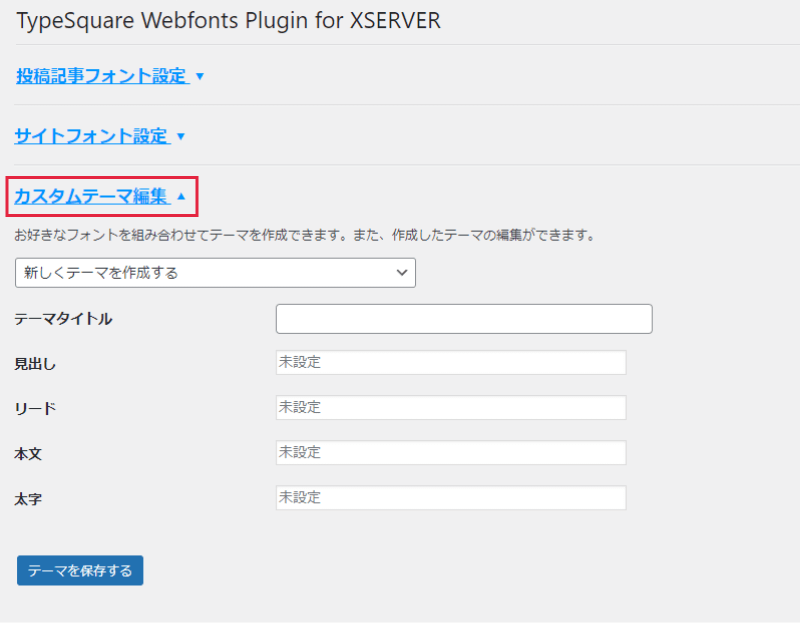 TypeSquare Webfonts Plugin for XSERVER
投稿記事フォント設定 ▼
サイトフォント設定 ▼
カスタムテーマ編集 ▲
お好きなフォントを組み合わせてテーマを作成できます。また、作成したテーマの編集ができます。
新しくテーマを作成する
テーマタイトル
見出し 未設定
リード 未設定
本文 未設定
太字 未設定
テーマを保存する